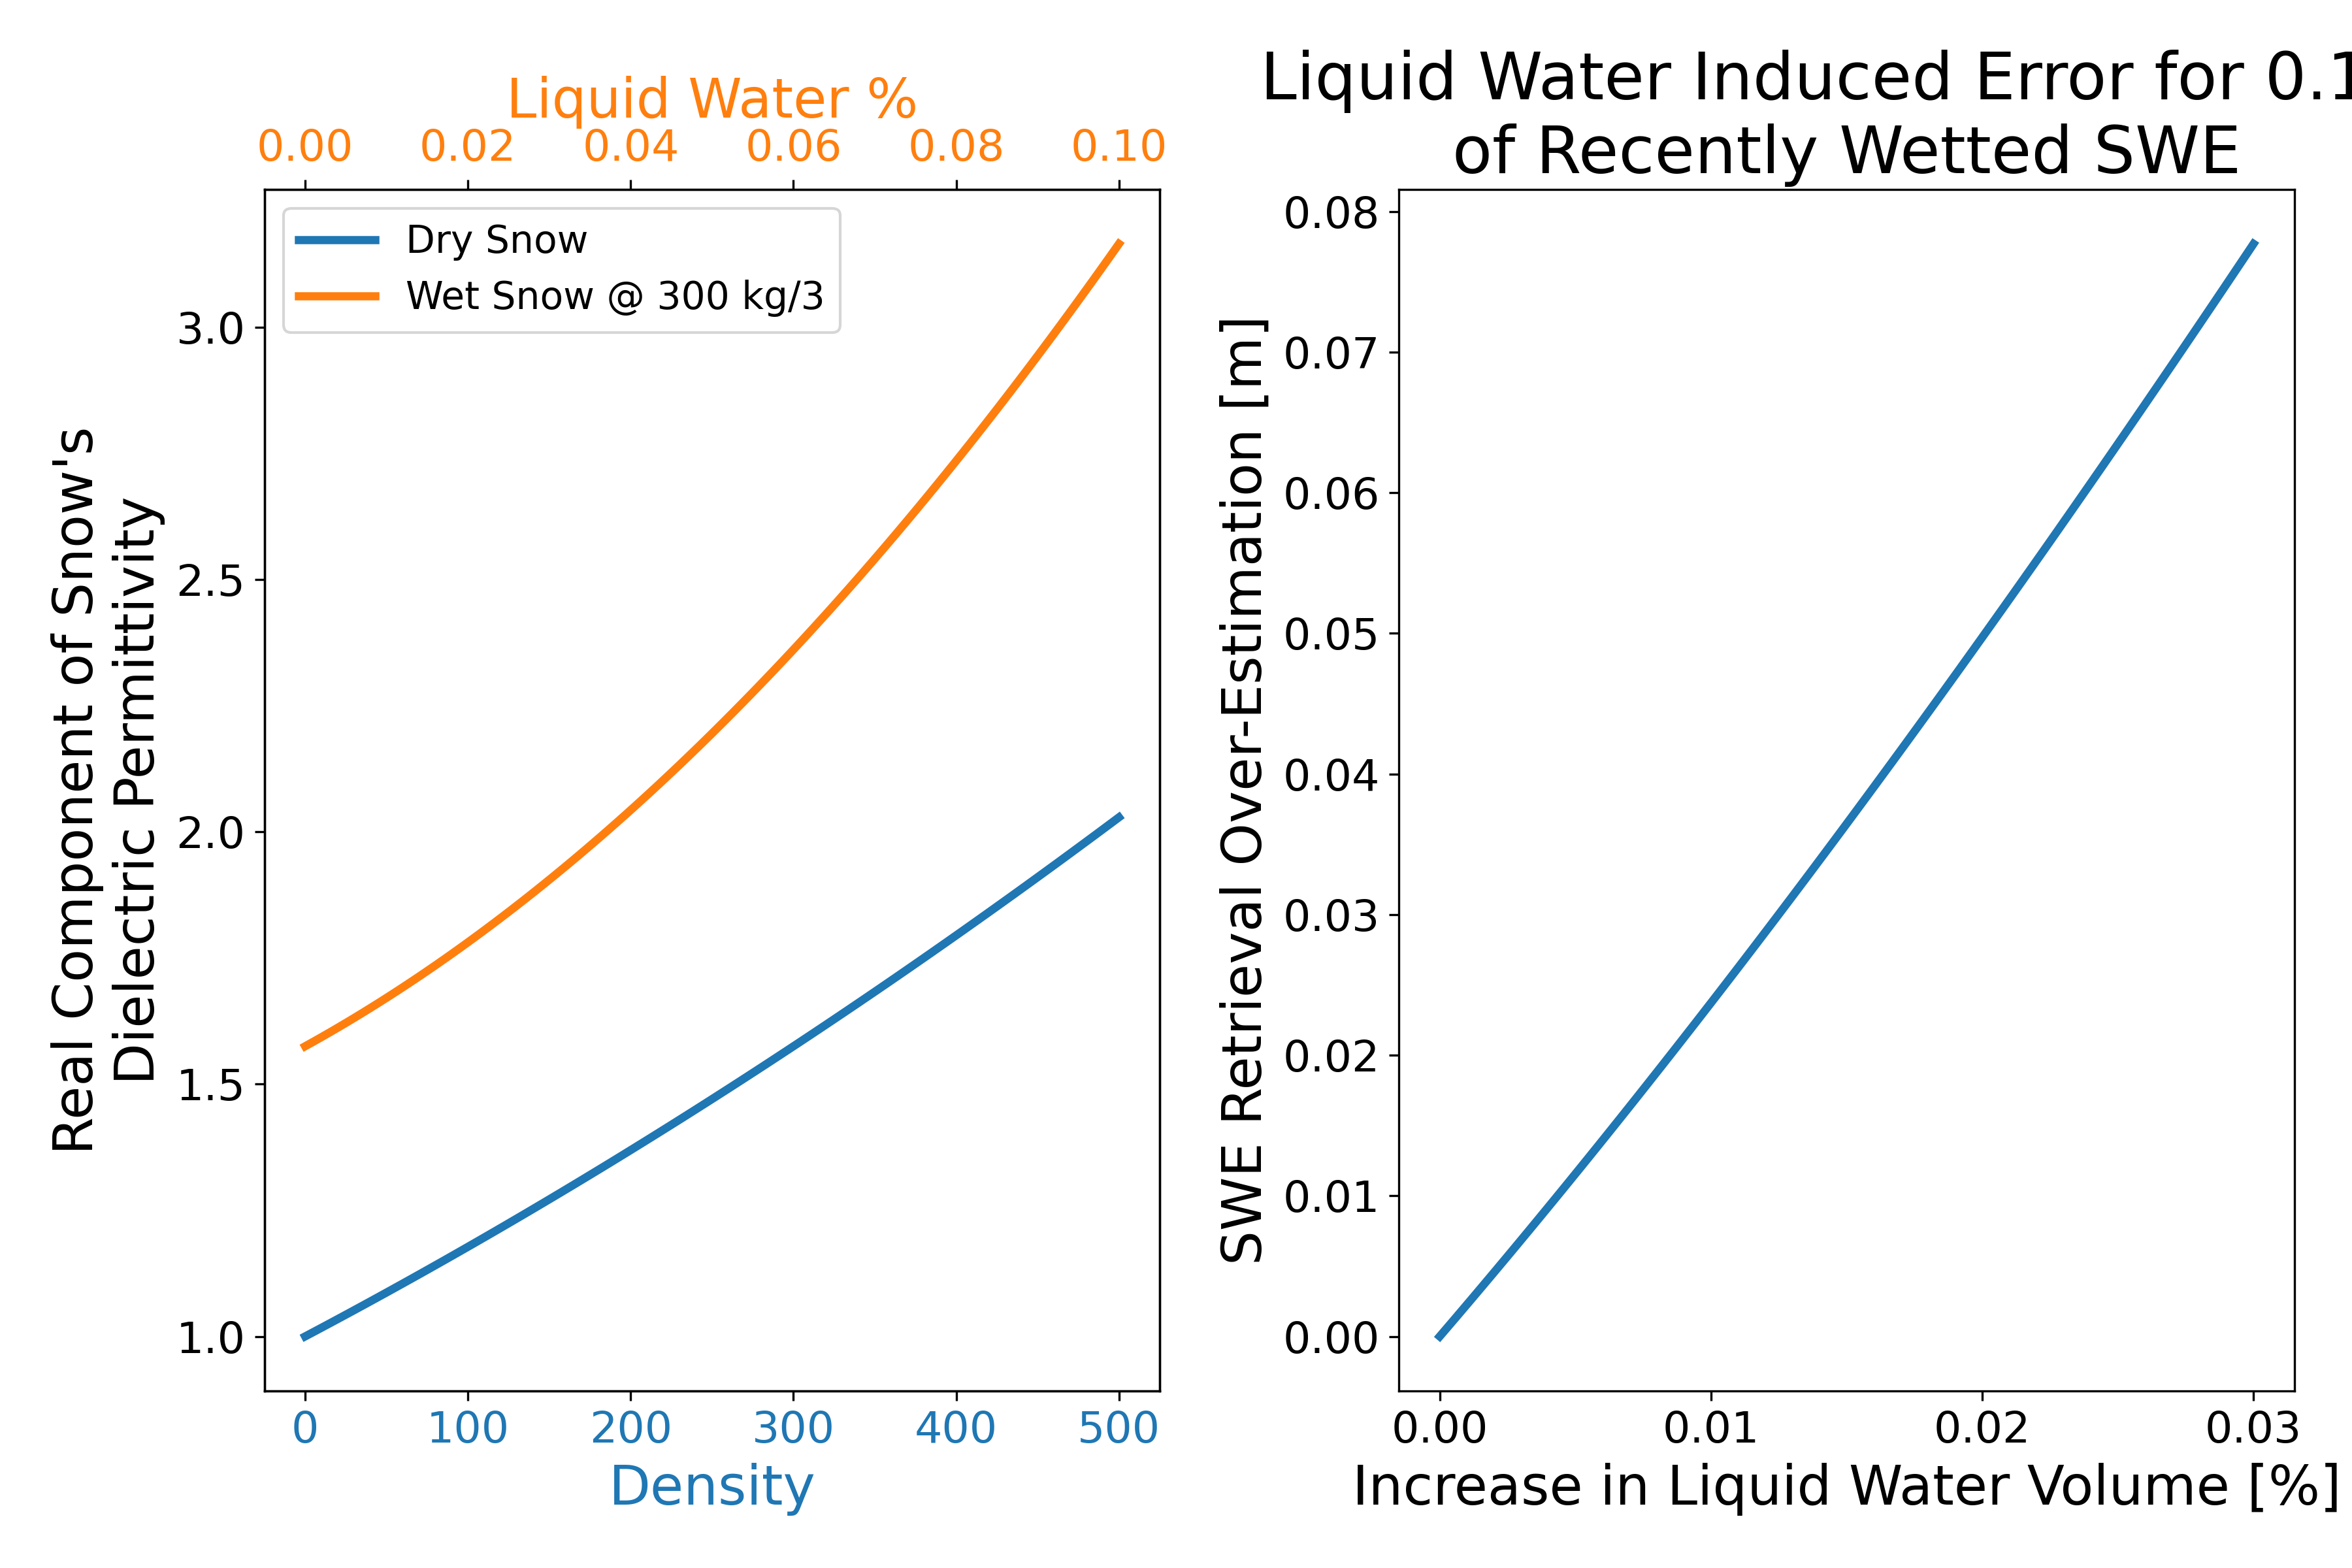 Liquid Water %
0.00 0.02 0.04 0.06 0.08 0.10
Dry Snow
Wet Snow @ 300 kg/3
Real Component of Snow's
Dielectric Permittivity
3.0
2.5
2.0
1.5
1.0
0 100 200 300 400 500
Density
Liquid Water Induced Error for 0.1
of Recently Wetted SWE
SWE Retrieval Over-Estimation [m]
0.08
0.07
0.06
0.05
0.04
0.03
0.02
0.01
0.00
0.00 0.01 0.02 0.03
Increase in Liquid Water Volume [%]